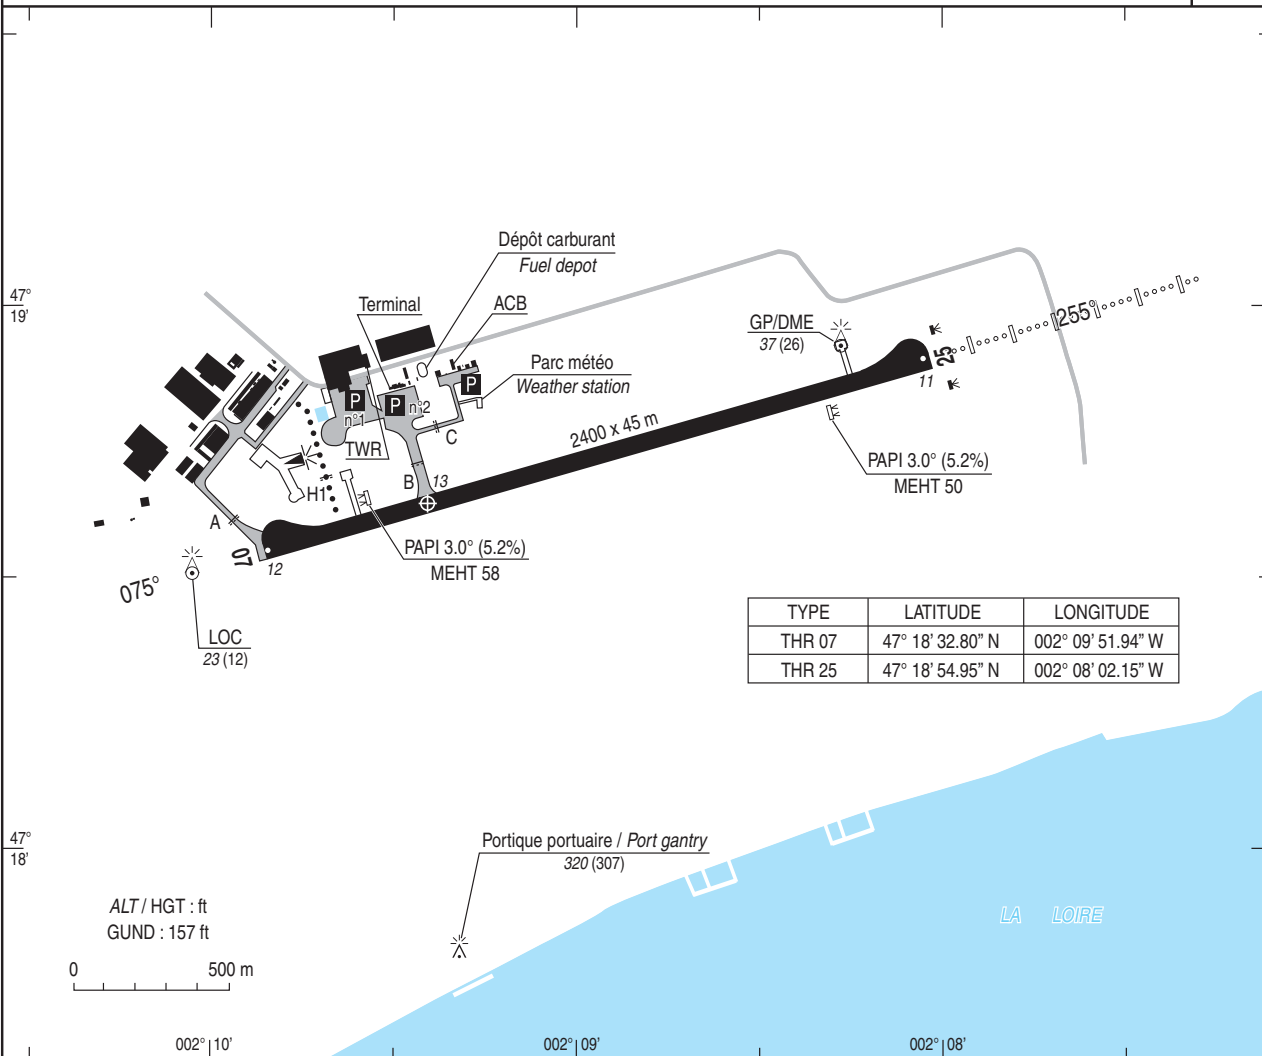 Dépôt carburant
Fuel depot
47°
19'
Terminal
ACB
GP/DME
37 (26)
255°
Parc météo
Weather station
25
11
P
n°1
P
n°2
P
TWR
C
2400 x 45 m
PAPI 3.0° (5.2%)
MEHT 50
B
13
H1
A
07
12
PAPI 3.0° (5.2%)
MEHT 58
075°
LOC
23 (12)
TYPE LATITUDE LONGITUDE
THR 07 47° 18' 32.80" N 002° 09' 51.94" W
THR 25 47° 18' 54.95" N 002° 08' 02.15" W
47°
18'
Portique portuaire / Port gantry
320 (307)
ALT / HGT : ft
GUND : 157 ft
LA LOIRE
0 500 m
002° 10' 002° 09' 002° 08'